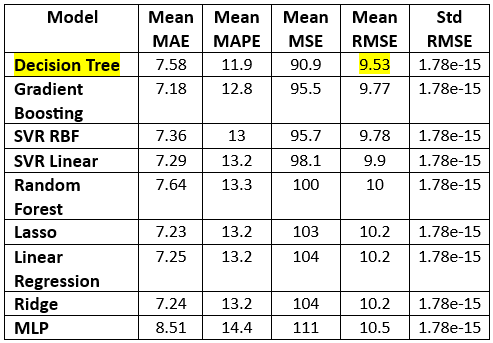 Model Mean MAE Mean MAPE Mean MSE Mean RMSE Std RMSE
Decision Tree 7.58 11.9 90.9 9.53 1.78e-15
Gradient Boosting 7.18 12.8 95.5 9.77 1.78e-15
SVR RBF 7.36 13 95.7 9.78 1.78e-15
SVR Linear 7.29 13.2 98.1 9.9 1.78e-15
Random Forest 7.64 13.3 100 10 1.78e-15
Lasso 7.23 13.2 103 10.2 1.78e-15
Linear Regression 7.25 13.2 104 10.2 1.78e-15
Ridge 7.24 13.2 104 10.2 1.78e-15
MLP 8.51 14.4 111 10.5 1.78e-15